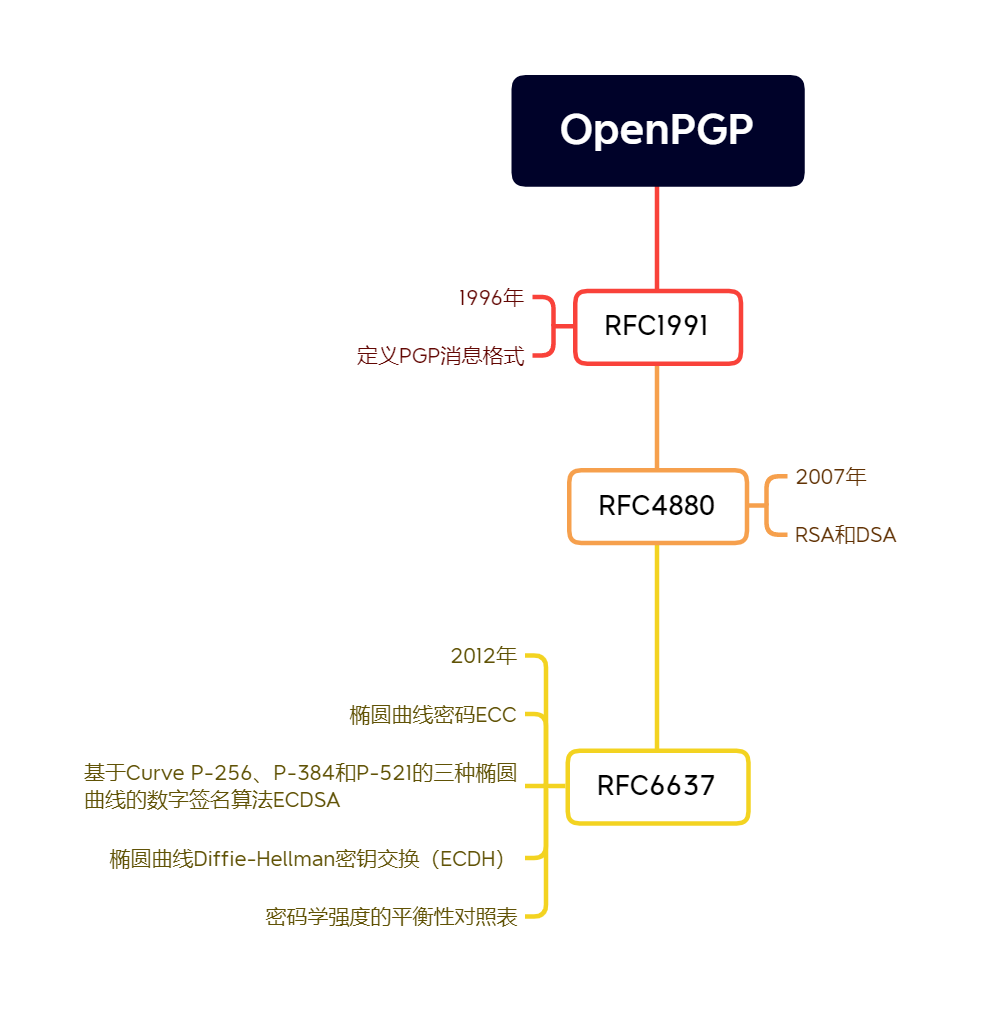 OpenPGP
1996年
定义PGP消息格式
RFC1991
RFC4880
2007年
RSA和DSA
2012年
椭圆曲线密码ECC
基于Curve P-256、P-384和P-521的三种椭圆
曲线的数字签名算法ECDSA
椭圆曲线Diffie-Hellman密钥交换（ECDH）
密码学强度的平衡性对照表
RFC6637